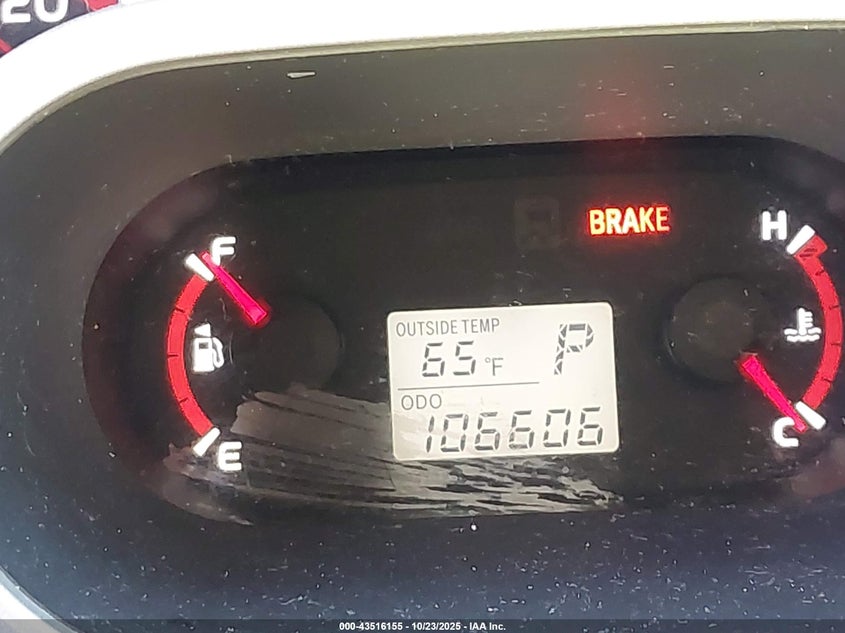 20
BRAKE
F
H
OUTSIDE TEMP
65 °F P
ODO
106606
E
C
000-43516155 - 10/23/2025 - IAA Inc.